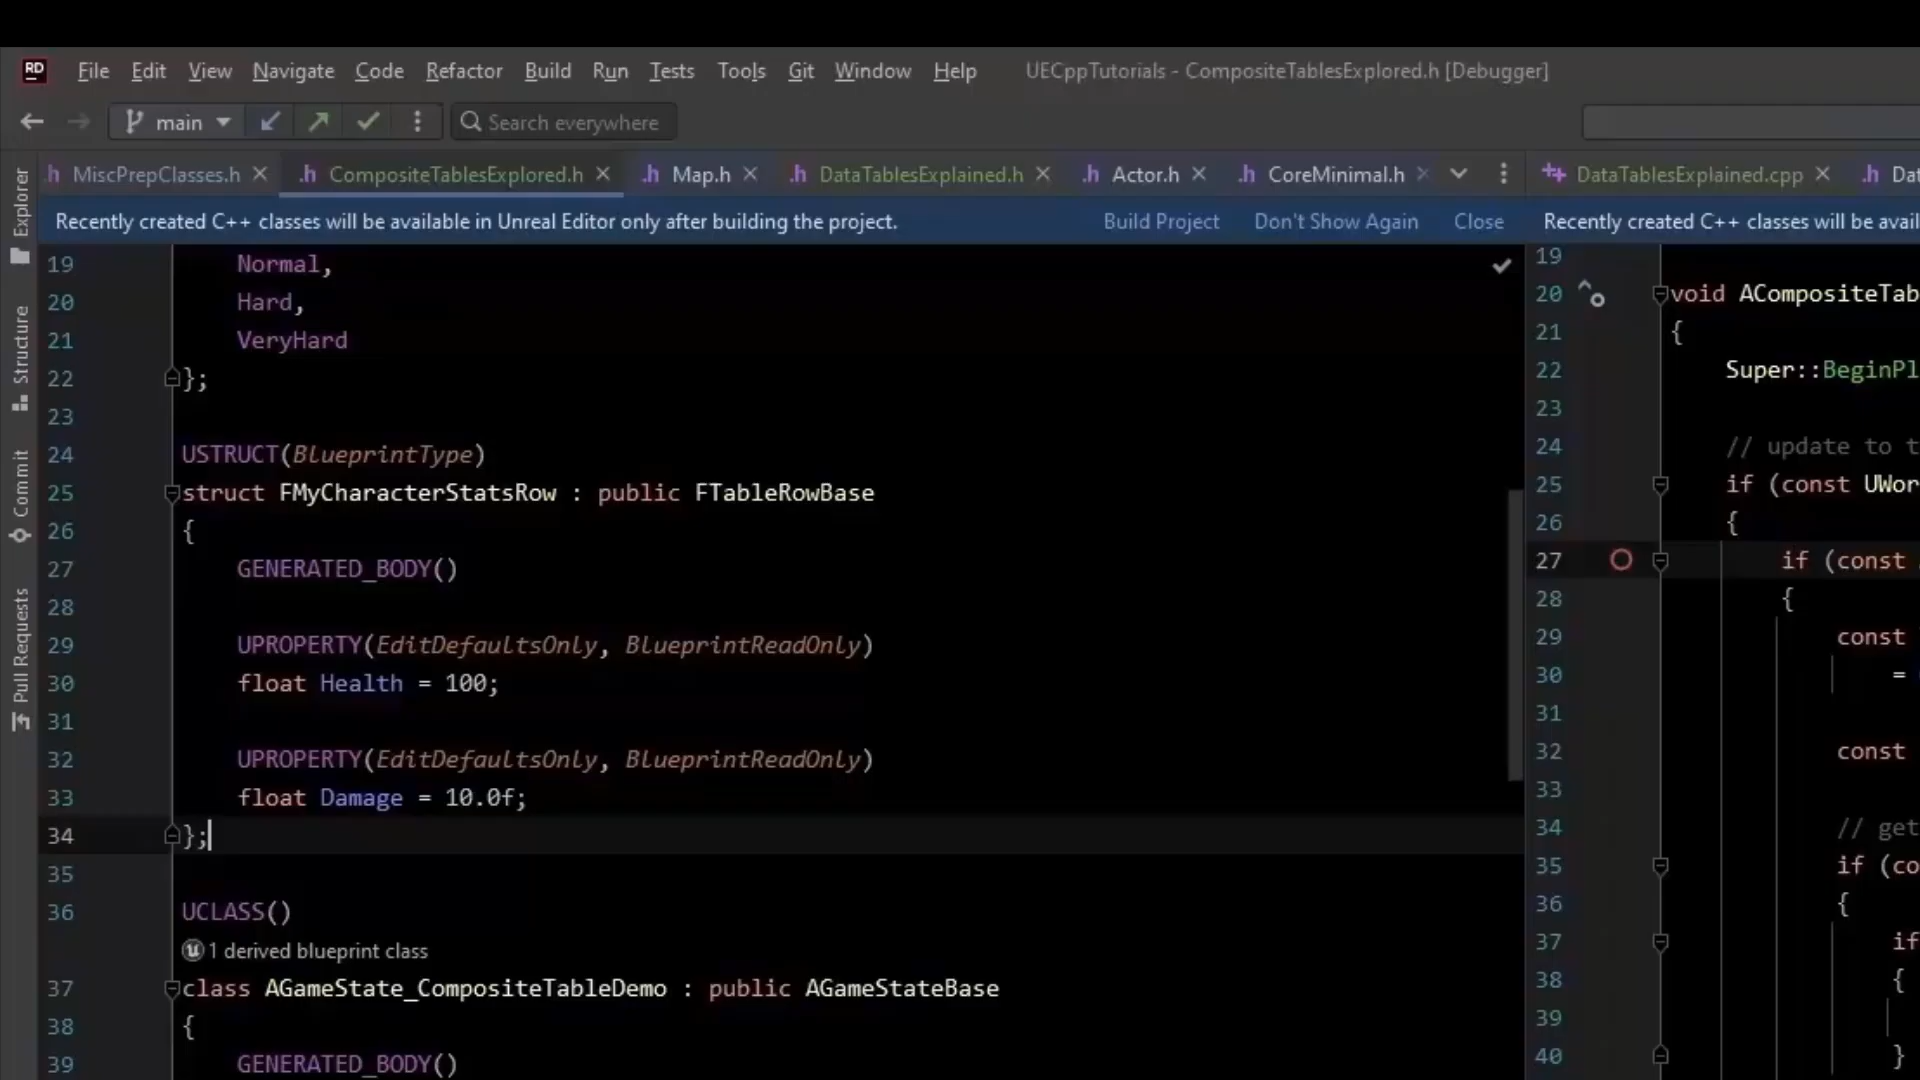 RD File Edit View Navigate Code Refactor Build Run Tests Tools Git Window Help UECppTutorials - CompositeTablesExplored.h [Debugger]
main Search everywhere
.h MiscPrepClasses.h .h CompositeTablesExplored.h .h Map.h .h DataTablesExplained.h .h Actor.h .h CoreMinimal.h DataTablesExplained.cpp .h
Recently created C++ classes will be available in Unreal Editor only after building the project. Build Project Don't Show Again Close Recently created C++ classes will be
Explorer
Structure
Commit
Pull Requests
19 Normal,
20 Hard,
21 VeryHard
22 };
23
24 USTRUCT(BlueprintType)
25 struct FMyCharacterStatsRow : public FTableRowBase
26 {
27 GENERATED_BODY()
28
29 UPROPERTY(EditDefaultsOnly, BlueprintReadOnly)
30 float Health = 100;
31
32 UPROPERTY(EditDefaultsOnly, BlueprintReadOnly)
33 float Damage = 10.0f;
34 };
35
36 UCLASS()
1 derived blueprint class
37 class AGameState_CompositeTableDemo : public AGameStateBase
38 {
39 GENERATED_BODY()
19
20 void ACompositeTab
21 {
22 Super::BeginPl
23
24 // update to t
25 if (const UWor
26 {
27 if (const
28 {
29 const
30 =
31
32 const
33
34 // get
35 if (co
36 {
37 if
38 {
39
40 }